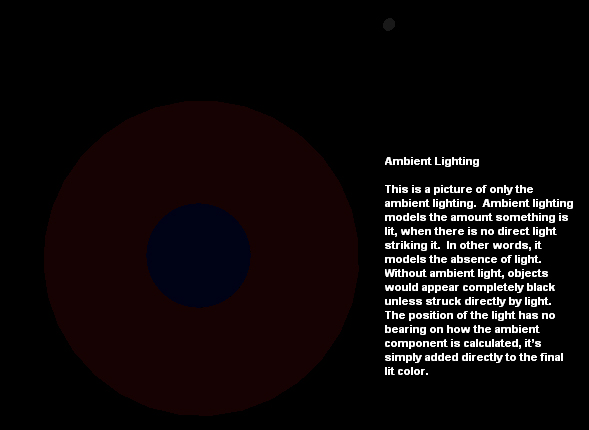 Ambient Lighting
This is a picture of only the
ambient lighting.  Ambient lighting
models the amount something is
lit, when there is no direct light
striking it.  In other words, it
models the absence of light.
Without ambient light, objects
would appear completely black
unless struck directly by light.
The position of the light has no
bearing on how the ambient
component is calculated, it's
simply added directly to the final
lit color.